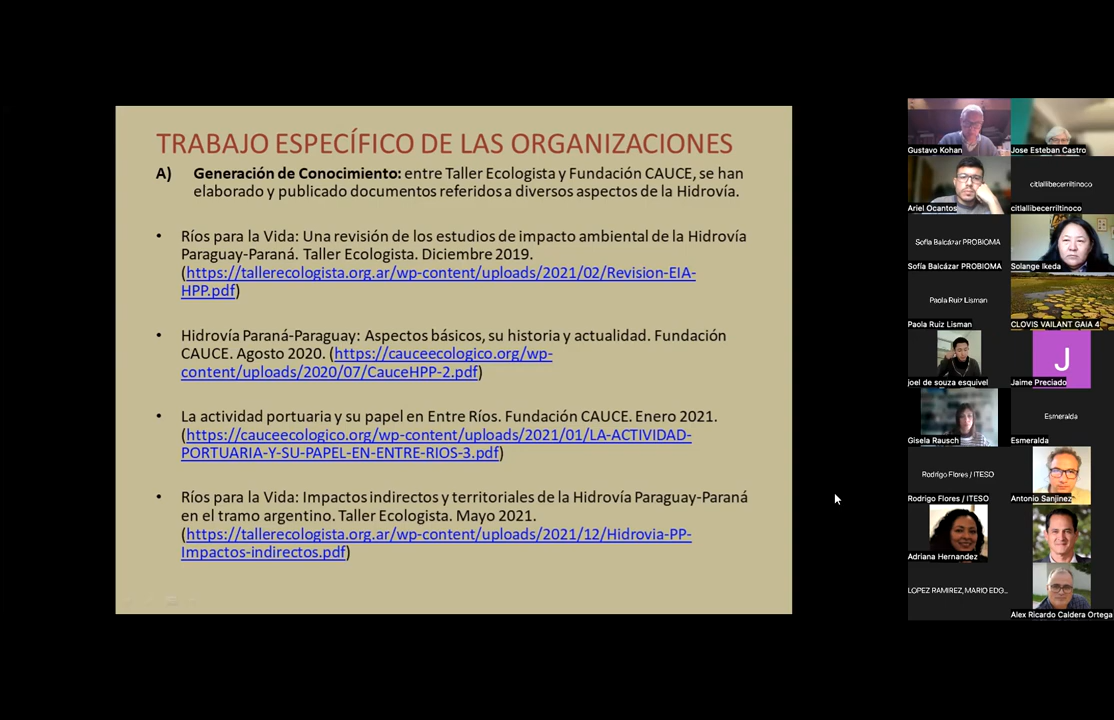 TRABAJO ESPECÍFICO DE LAS ORGANIZACIONES
A) Generación de Conocimiento: entre Taller Ecologista y Fundación CAUCE, se han
elaborado y publicado documentos referidos a diversos aspectos de la Hidrovía.
• Ríos para la Vida: Una revisión de los estudios de impacto ambiental de la Hidrovía
Paraguay-Paraná. Taller Ecologista. Diciembre 2019.
(https://tallerecologista.org.ar/wp-content/uploads/2021/02/Revision-EIA-
HPP.pdf)
• Hidrovía Paraná-Paraguay: Aspectos básicos, su historia y actualidad. Fundación
CAUCE. Agosto 2020. (https://cauceecologico.org/wp-
content/uploads/2020/07/CauceHPP-2.pdf)
• La actividad portuaria y su papel en Entre Ríos. Fundación CAUCE. Enero 2021.
(https://cauceecologico.org/wp-content/uploads/2021/01/LA-ACTIVIDAD-
PORTUARIA-Y-SU-PAPEL-EN-ENTRE-RIOS-3.pdf)
• Ríos para la Vida: Impactos indirectos y territoriales de la Hidrovía Paraguay-Paraná
en el tramo argentino. Taller Ecologista. Mayo 2021.
(https://tallerecologista.org.ar/wp-content/uploads/2021/12/Hidrovia-PP-
Impactos-indirectos.pdf)
Gustavo Kohan
Jose Esteban Castro
Ariel Ocantos
citlallibecerriltinoco
citlallibecerriltinoco
Sofía Balcázar PROBIOMA
Sofía Balcázar PROBIOMA
Solange Ikeda
Paola Ruiz Lisman
Paola Ruiz Lisman
CLOVIS VAILANT GAIA 4
joel de souza esquivel
J
Jaime Preciado
Gisela Rausch
Esmeralda
Esmeralda
Rodrigo Flores / ITESO
Rodrigo Flores / ITESO
Antonio Sanjinez
Adriana Hernandez
LOPEZ RAMIREZ, MARIO EDG...
Alex Ricardo Caldera Ortega